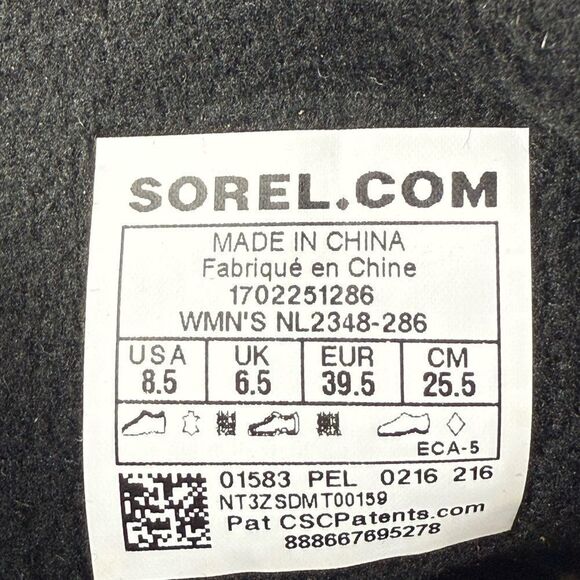 SOREL.COM
MADE IN CHINA
Fabriqué en Chine
1702251286
WMN'S NL2348-286
USA UK EUR CM
8.5 6.5 39.5 25.5
ECA-5
01583 PEL 0216 216
NT3ZSDMT00159
Pat CSCPatents.com
888667695278